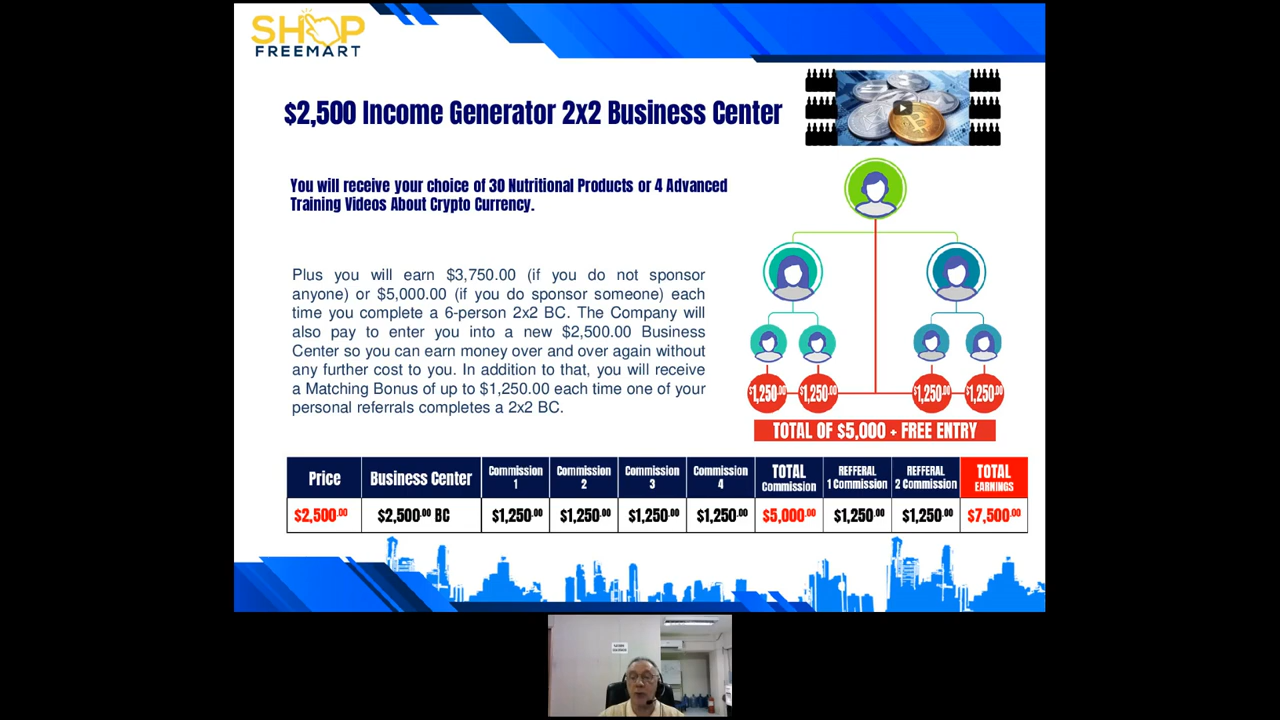 SHOP
FREEMART
$2,500 Income Generator 2x2 Business Center
You will receive your choice of 30 Nutritional Products or 4 Advanced
Training Videos About Crypto Currency.
Plus you will earn $3,750.00 (if you do not sponsor
anyone) or $5,000.00 (if you do sponsor someone) each
time you complete a 6-person 2x2 BC. The Company will
also pay to enter you into a new $2,500.00 Business
Center so you can earn money over and over again without
any further cost to you. In addition to that, you will receive
a Matching Bonus of up to $1,250.00 each time one of your
personal referrals completes a 2x2 BC.
$1,250.00 $1,250.00 $1,250.00 $1,250.00
TOTAL OF $5,000 + FREE ENTRY
Price Business Center Commission 1 Commission 2 Commission 3 Commission 4 TOTAL Commission REFFERAL 1 Commission REFFERAL 2 Commission TOTAL EARNINGS
$2,500.00 $2,500.00 BC $1,250.00 $1,250.00 $1,250.00 $1,250.00 $5,000.00 $1,250.00 $1,250.00 $7,500.00